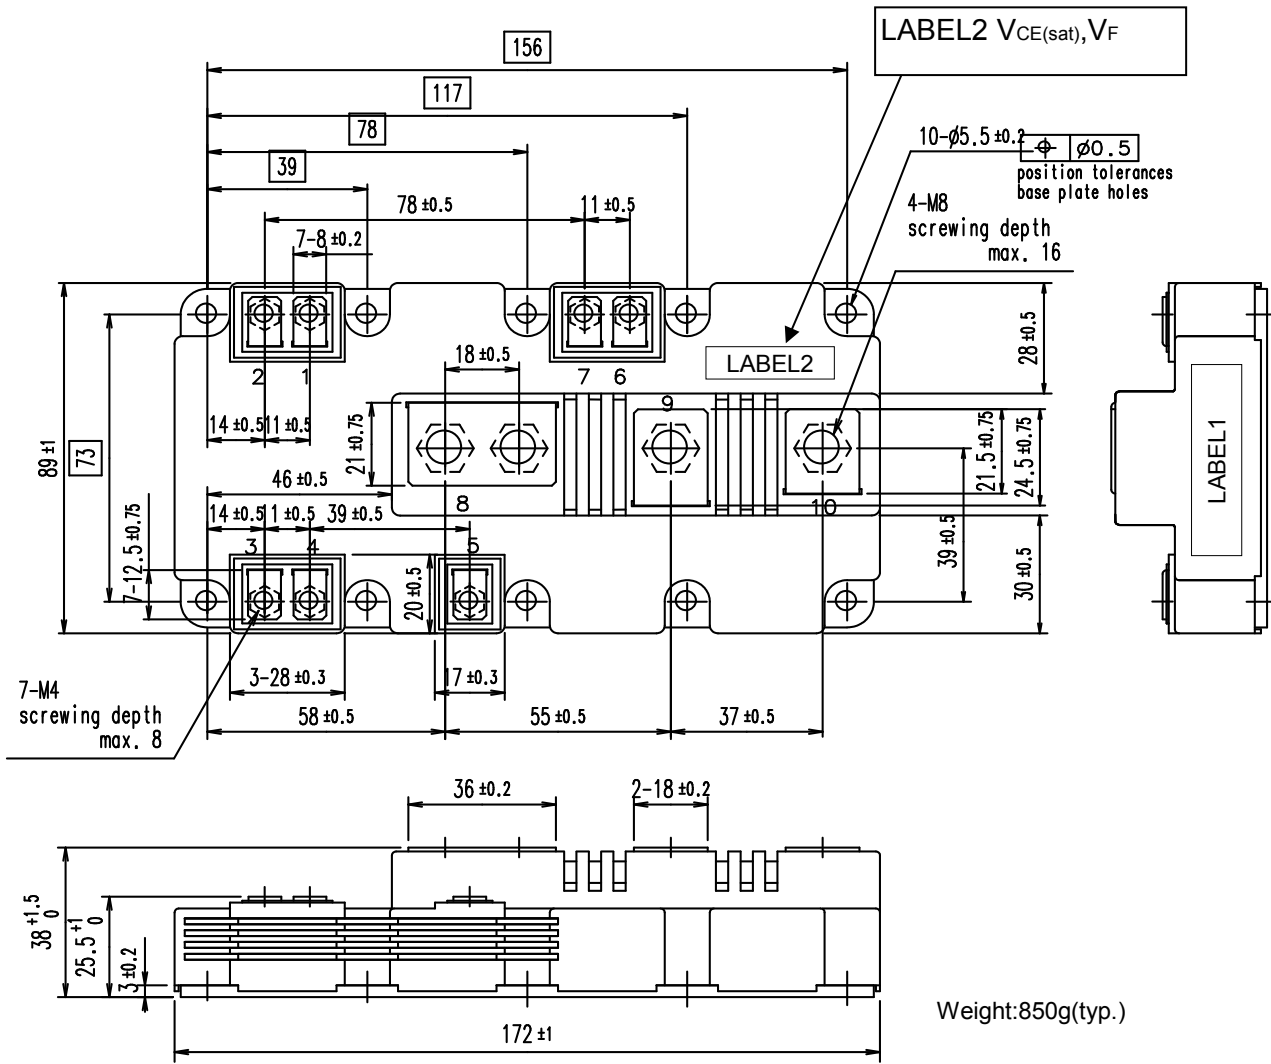 LABEL2 VCE(sat),VF
156
117
78
39
10-ø5.5 ±0.2
⌖ ø0.5
position tolerances
base plate holes
4-M8
screwing depth
max. 16
78 ±0.5
11 ±0.5
7-8 ±0.2
2 1
7 6
LABEL2
28 ±0.5
18 ±0.5
14 ±0.5
11 ±0.5
89 ±1
73
21 ±0.75
9
8
10
21.5 ±0.75
24.5 ±0.75
LABEL1
46 ±0.5
14 ±0.5
11 ±0.5
39 ±0.5
3 4
5
7-12.5 ±0.75
20 ±0.5
39 ±0.5
30 ±0.5
3-28 ±0.3
17 ±0.3
7-M4
screwing depth
max. 8
58 ±0.5
55 ±0.5
37 ±0.5
36 ±0.2
2-18 ±0.2
38 +1.5 0
25.5 +1 0
3 ±0.2
172 ±1
Weight:850g(typ.)